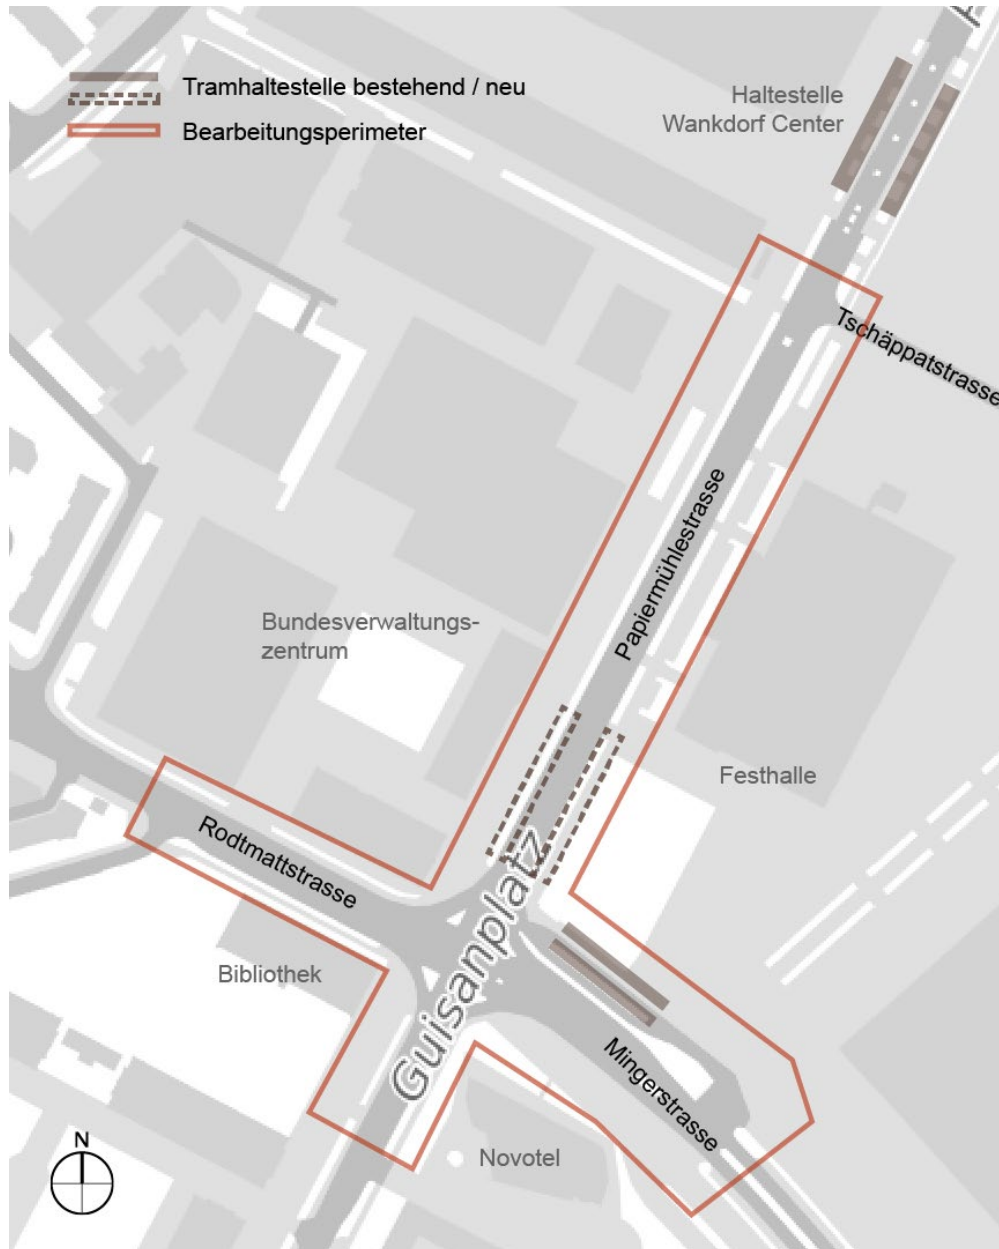 Tramhaltestelle bestehend / neu
Bearbeitungsperimeter
Haltestelle
Wankdorf Center
Tschäppatstrasse
Papiermühlestrasse
Bundesverwaltungs-
zentrum
Festhalle
Rodtmattstrasse
Guisanplatz
Bibliothek
Mingerstrasse
Novotel
N